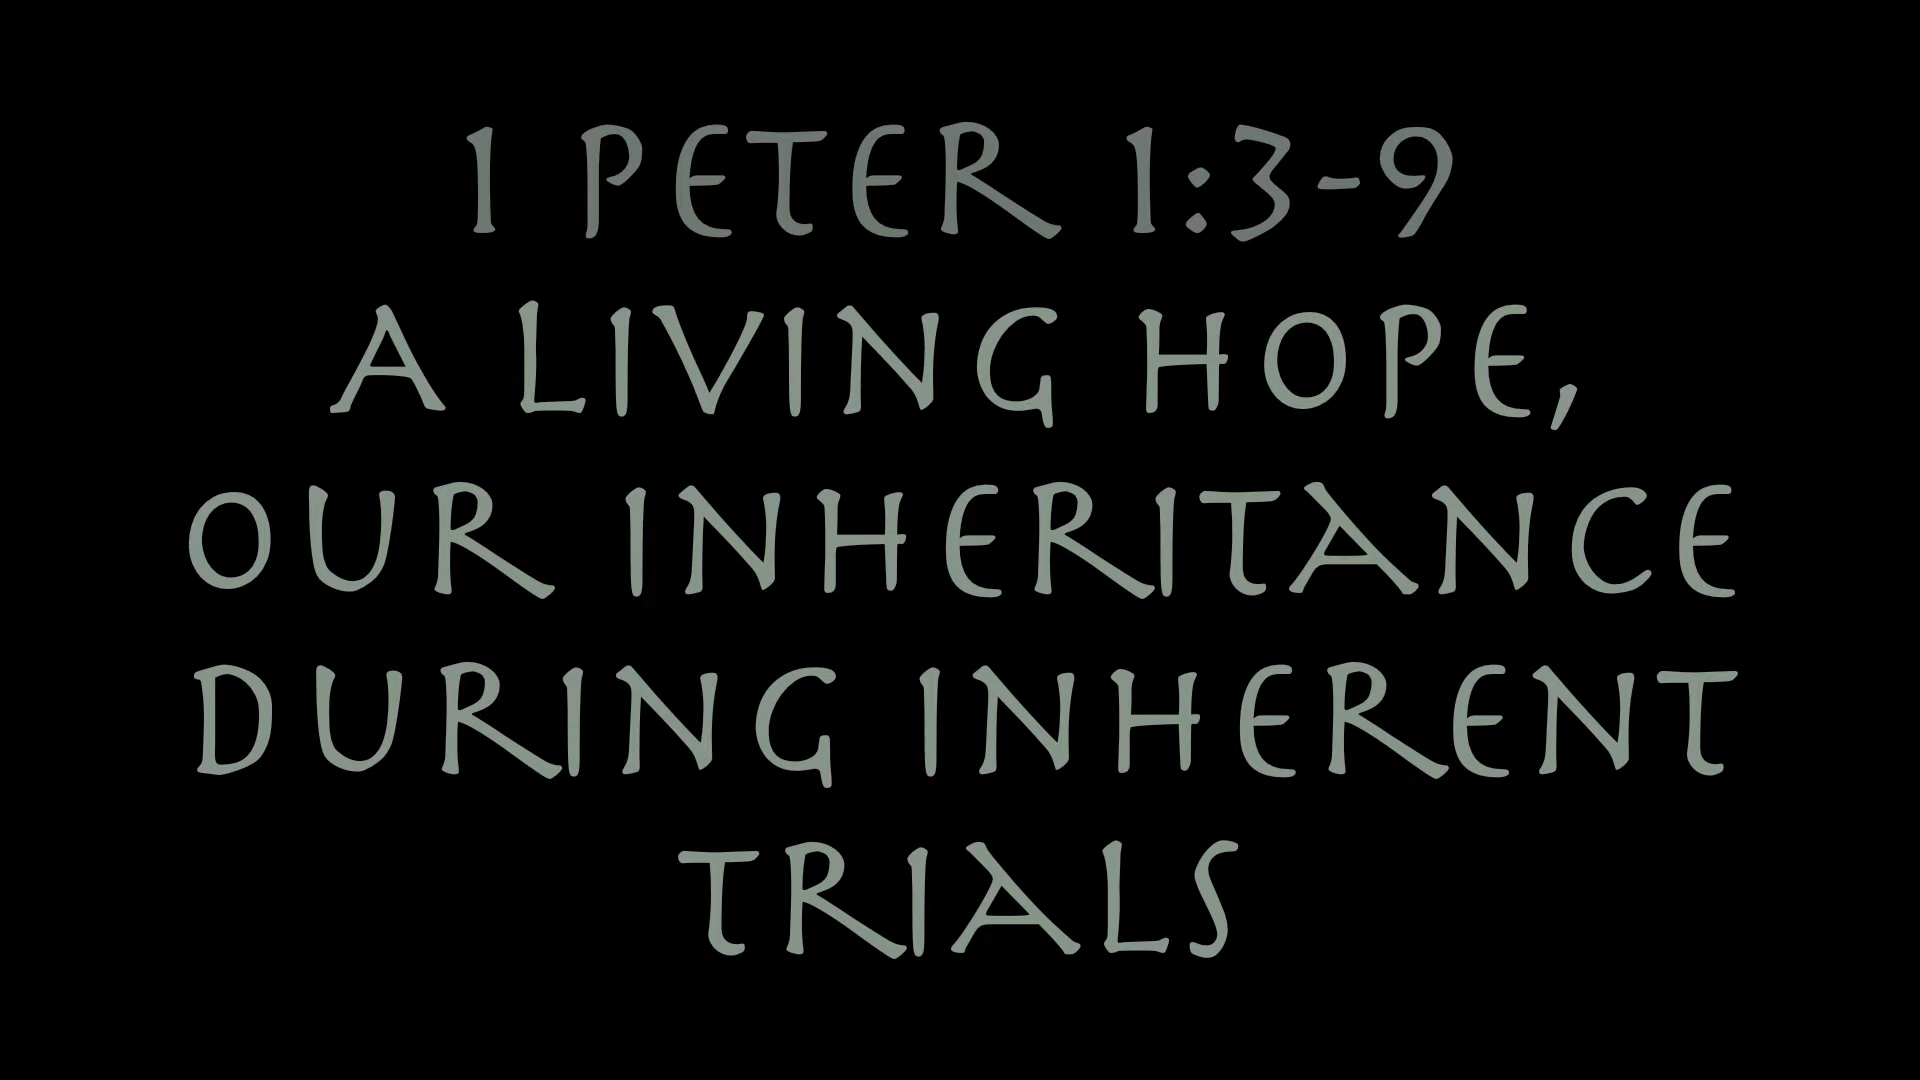 1 PETER 1:3-9
A LIVING HOPE,
OUR INHERITANCE
DURING INHERENT
TRIALS